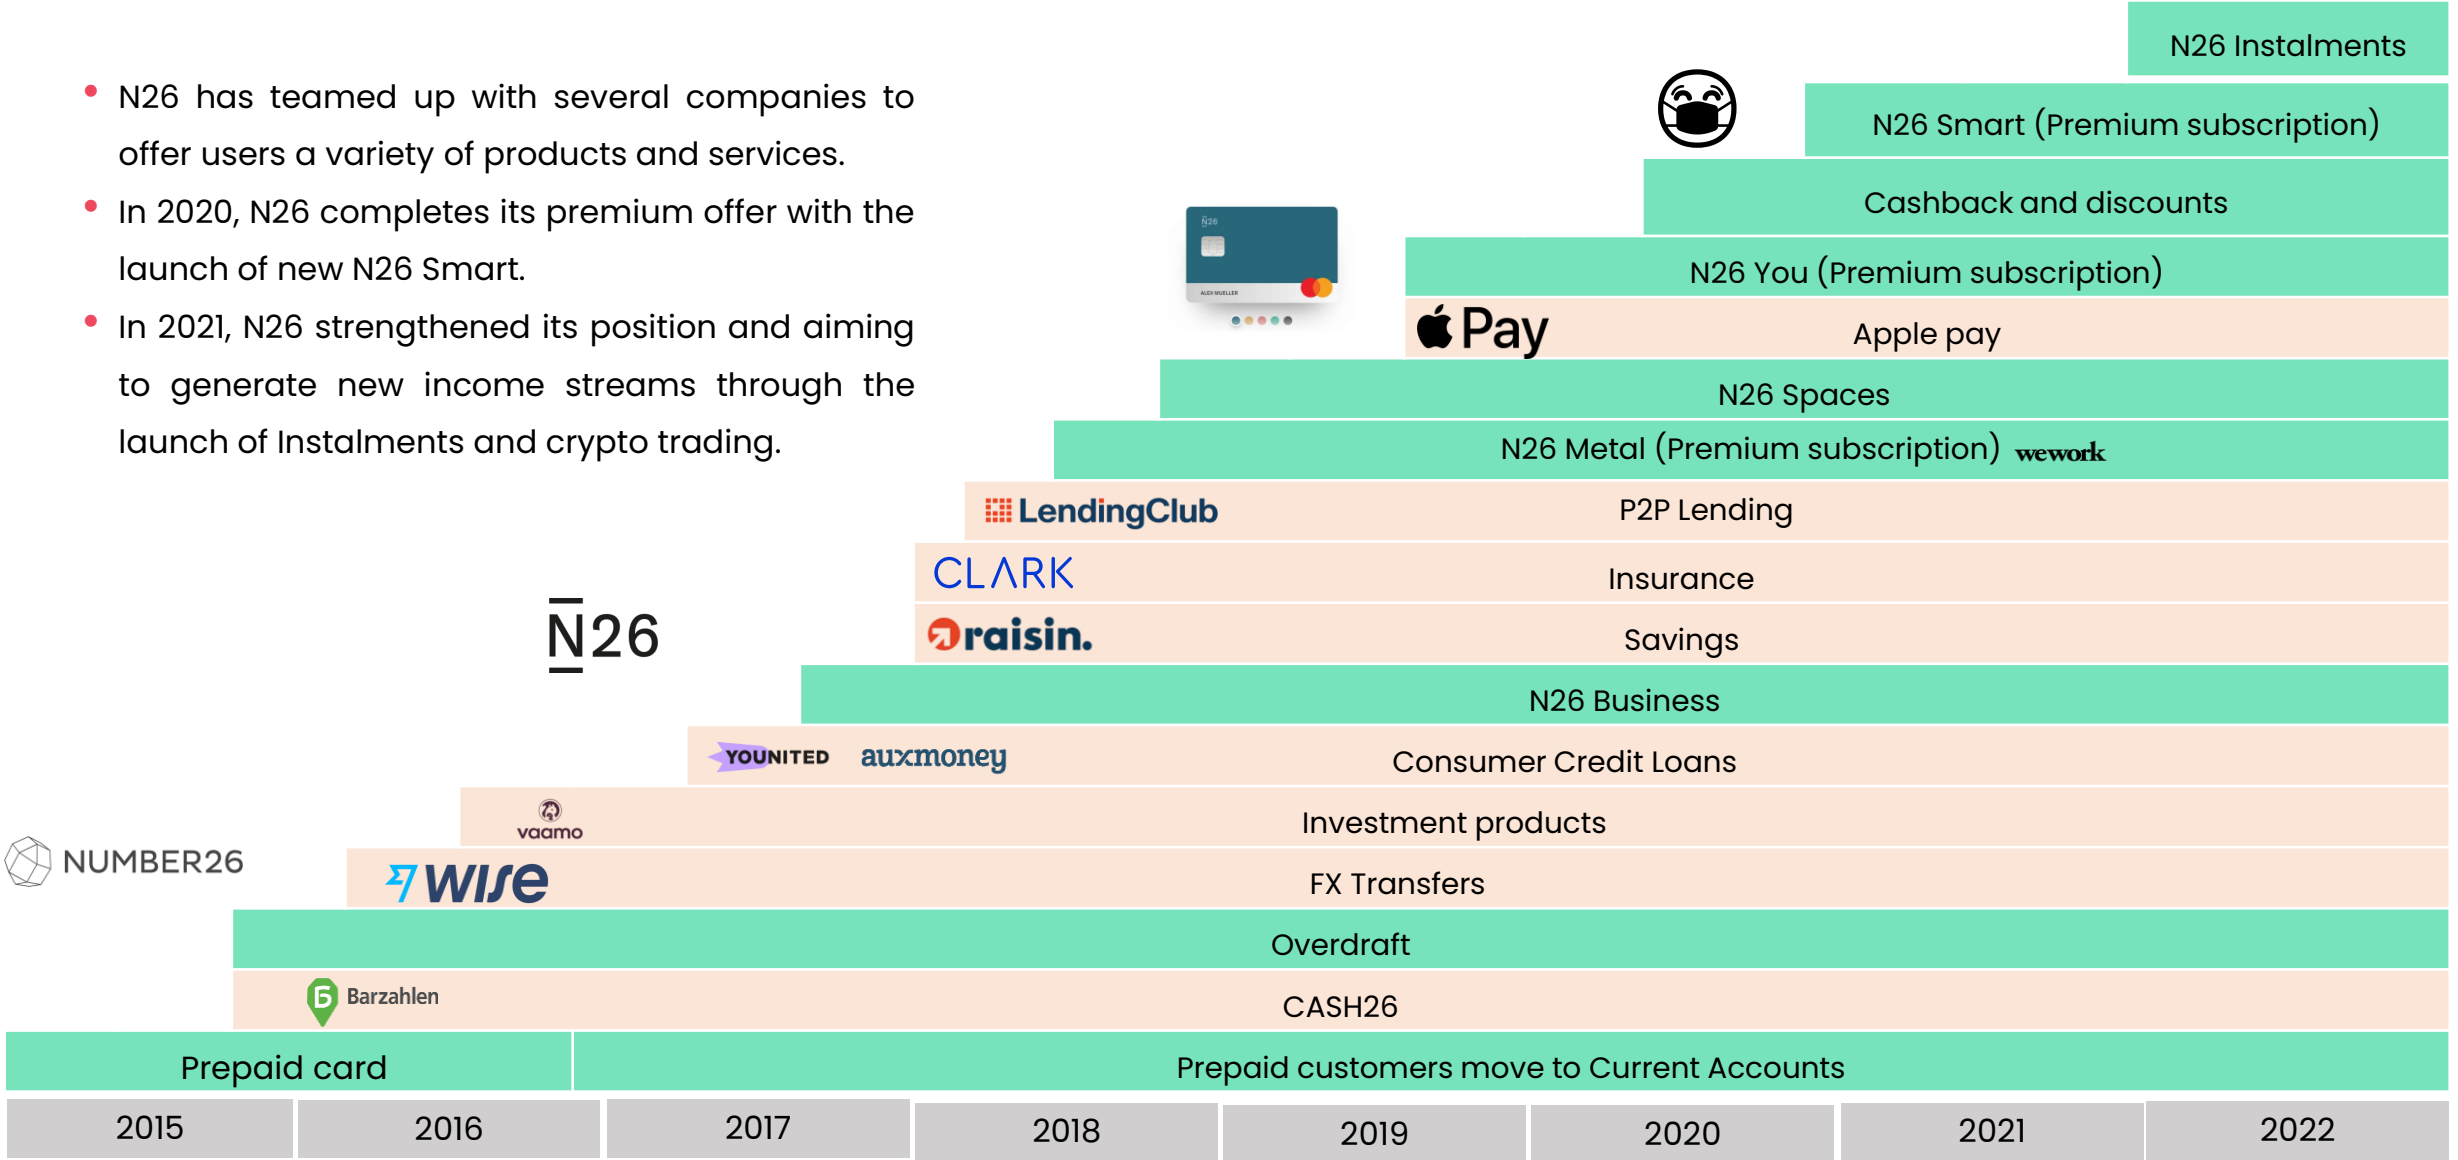 N26 Instalments
• N26 has teamed up with several companies to
offer users a variety of products and services.
• In 2020, N26 completes its premium offer with the
launch of new N26 Smart.
• In 2021, N26 strengthened its position and aiming
to generate new income streams through the
launch of Instalments and crypto trading.
N26 Smart (Premium subscription)
Cashback and discounts
N26
ALEX MUELLER
N26 You (Premium subscription)
Pay Apple pay
N26 Spaces
N26 Metal (Premium subscription) wework
LendingClub P2P Lending
CLARK Insurance
raisin. Savings
N26
N26 Business
YOUNITED auxmoney Consumer Credit Loans
vaamo Investment products
NUMBER26
WISE FX Transfers
Overdraft
Barzahlen CASH26
Prepaid card Prepaid customers move to Current Accounts
2015 2016 2017 2018 2019 2020 2021 2022